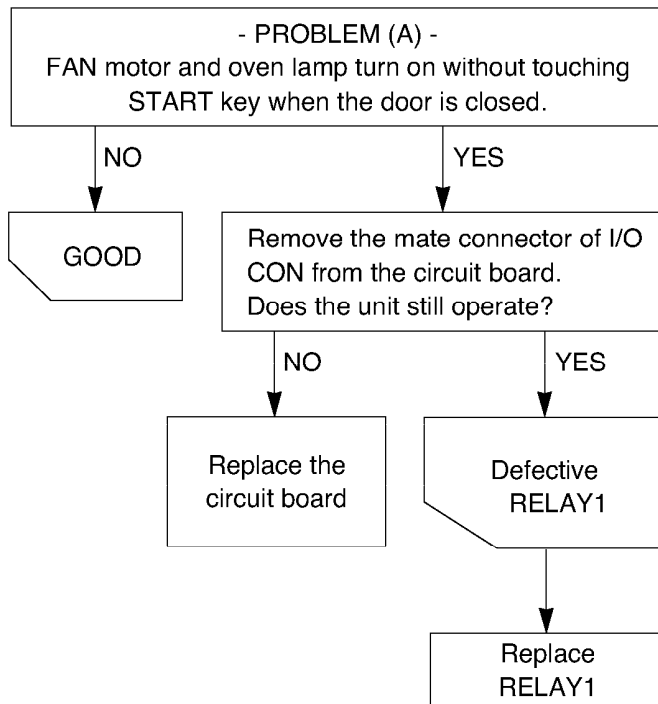 - PROBLEM (A) -
FAN motor and oven lamp turn on without touching
START key when the door is closed.
NO
YES
GOOD
Remove the mate connector of I/O
CON from the circuit board.
Does the unit still operate?
NO
YES
Replace the
circuit board
Defective
RELAY1
Replace
RELAY1